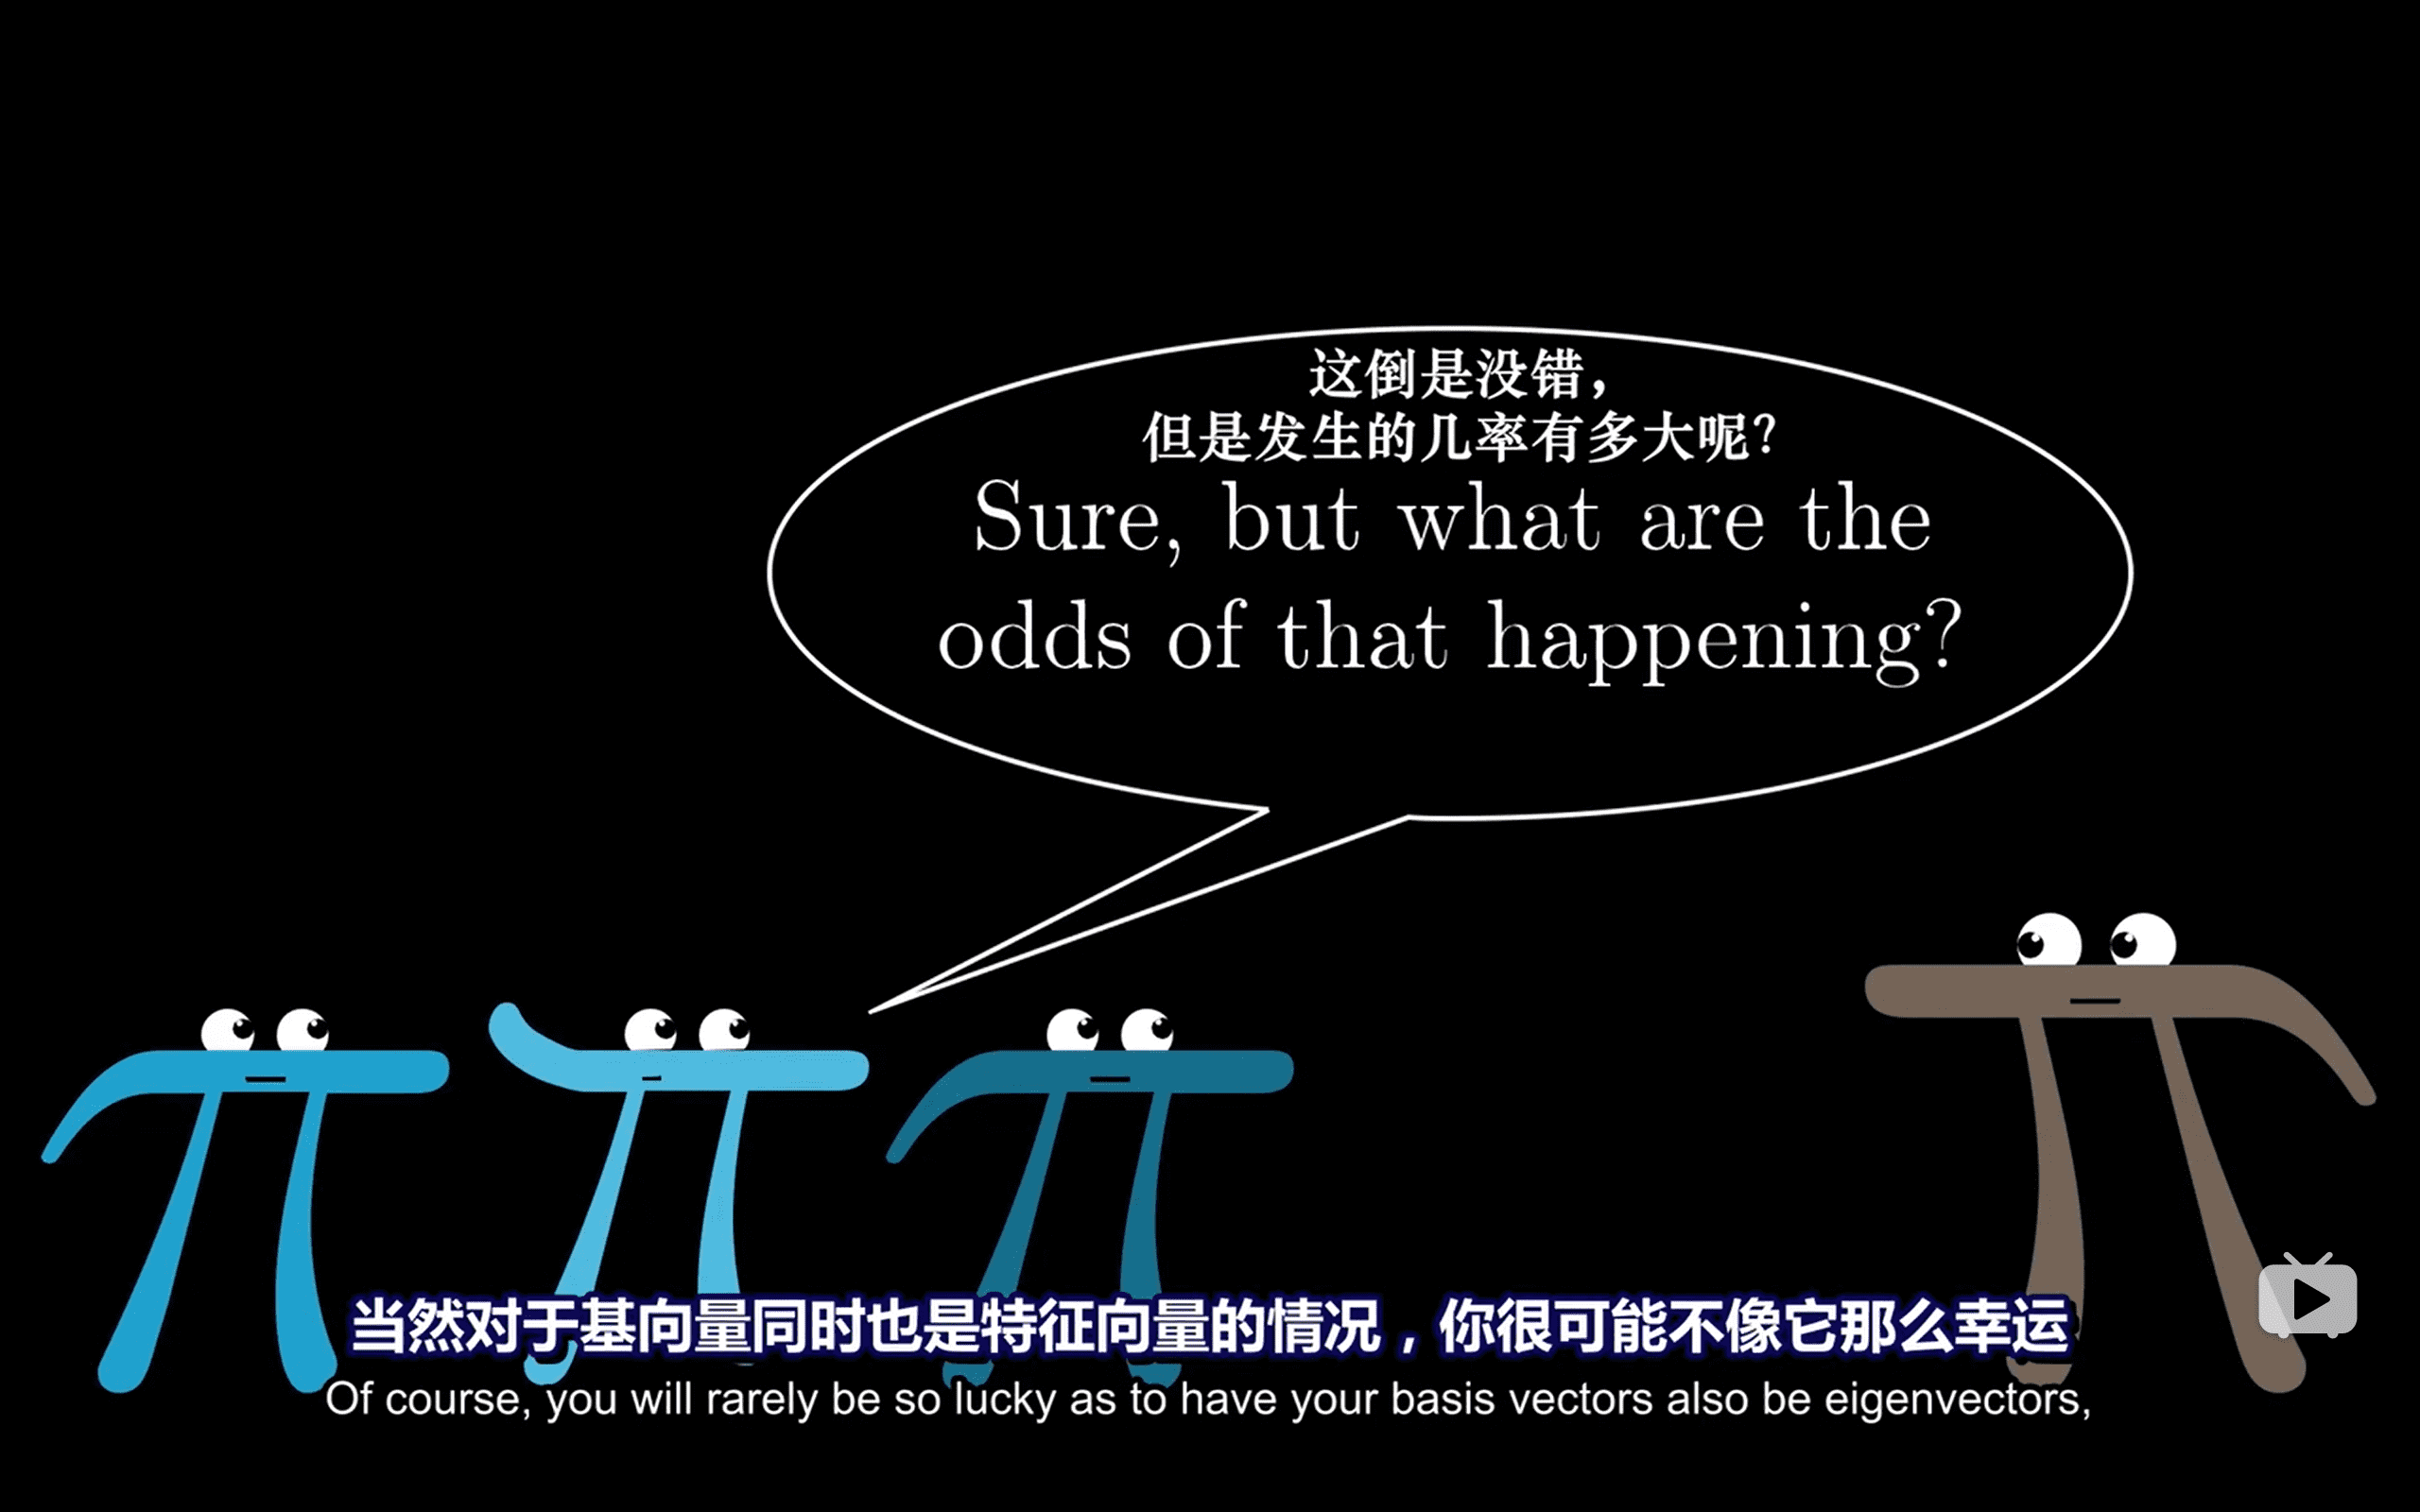 这倒是没错，
但是发生的几率有多大呢？
Sure, but what are the
odds of that happening?
当然对于基向量同时也是特征向量的情况，你很可能不像它那么幸运
Of course, you will rarely be so lucky as to have your basis vectors also be eigenvectors,